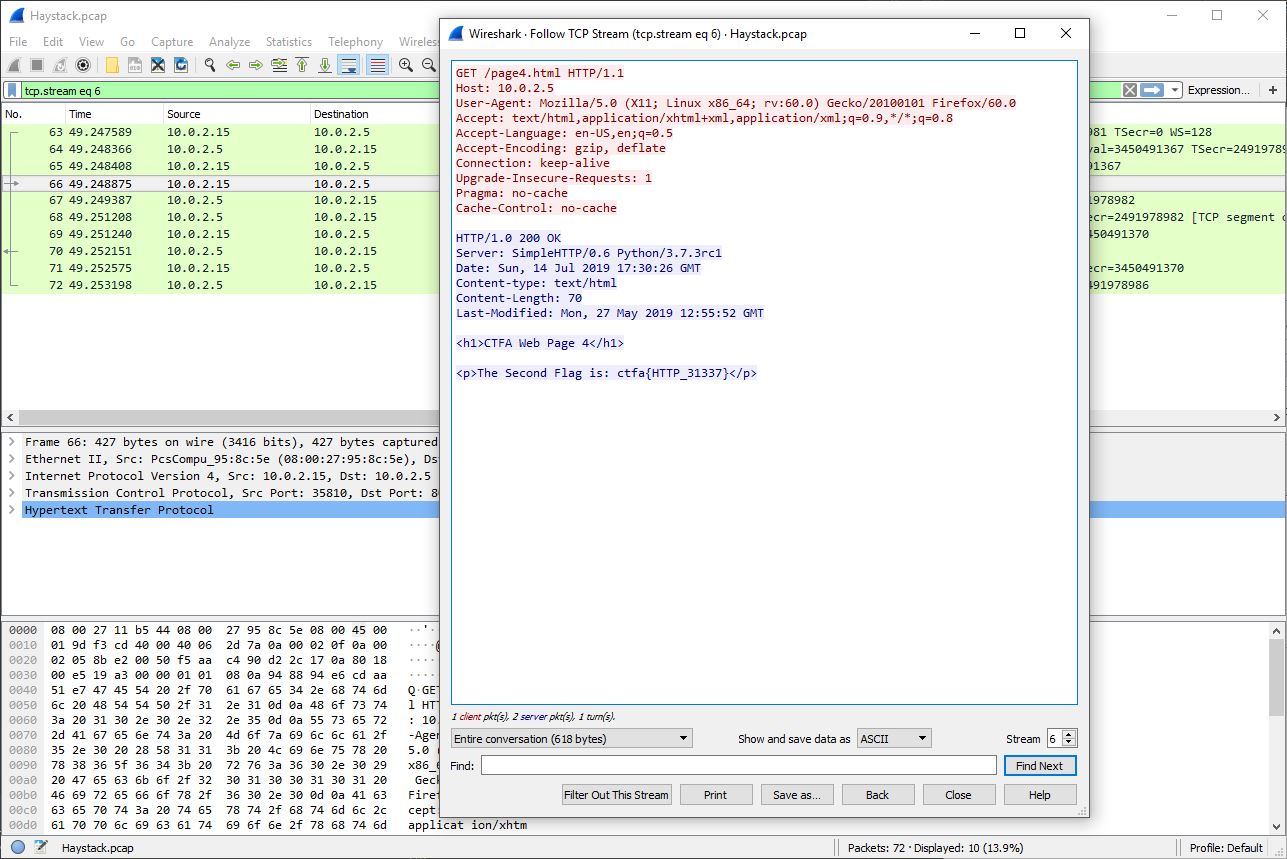 Haystack.pcap
File Edit View Go Capture Analyze Statistics Telephony Wireless
tcp.stream eq 6
Expression...
+
No. Time Source Destination
63 49.247589 10.0.2.15 10.0.2.5 981 TSecr=0 WS=128
64 49.248366 10.0.2.5 10.0.2.15 val=3450491367 TSecr=2491978
65 49.248408 10.0.2.15 10.0.2.5 91367
66 49.248875 10.0.2.15 10.0.2.5
67 49.249387 10.0.2.5 10.0.2.15 1978982
68 49.251208 10.0.2.5 10.0.2.15 ecr=2491978982 [TCP segment
69 49.251240 10.0.2.15 10.0.2.5 450491370
70 49.252151 10.0.2.5 10.0.2.15
71 49.252575 10.0.2.15 10.0.2.5 ecr=3450491370
72 49.253198 10.0.2.5 10.0.2.15 491978986
Wireshark · Follow TCP Stream (tcp.stream eq 6) · Haystack.pcap
GET /page4.html HTTP/1.1
Host: 10.0.2.5
User-Agent: Mozilla/5.0 (X11; Linux x86_64; rv:60.0) Gecko/20100101 Firefox/60.0
Accept: text/html,application/xhtml+xml,application/xml;q=0.9,*/*;q=0.8
Accept-Language: en-US,en;q=0.5
Accept-Encoding: gzip, deflate
Connection: keep-alive
Upgrade-Insecure-Requests: 1
Pragma: no-cache
Cache-Control: no-cache
HTTP/1.0 200 OK
Server: SimpleHTTP/0.6 Python/3.7.3rc1
Date: Sun, 14 Jul 2019 17:30:26 GMT
Content-type: text/html
Content-Length: 70
Last-Modified: Mon, 27 May 2019 12:55:52 GMT
<h1>CTFA Web Page 4</h1>
<p>The Second Flag is: ctfa{HTTP_31337}</p>
1 client pkt(s), 2 server pkt(s), 1 turn(s).
Entire conversation (618 bytes) Show and save data as ASCII Stream 6
Find: Find Next
Filter Out This Stream Print Save as... Back Close Help
Frame 66: 427 bytes on wire (3416 bits), 427 bytes captured
Ethernet II, Src: PcsCompu_95:8c:5e (08:00:27:95:8c:5e), Ds
Internet Protocol Version 4, Src: 10.0.2.15, Dst: 10.0.2.5
Transmission Control Protocol, Src Port: 35810, Dst Port: 8
Hypertext Transfer Protocol
0000 08 00 27 11 b5 44 08 00 27 95 8c 5e 08 00 45 00 ··'·
0010 01 9d f3 cd 40 00 40 06 2d 7a 0a 00 02 0f 0a 00 ····@
0020 02 05 8b e2 00 50 f5 aa c4 90 d2 2c 17 0a 80 18 ····
0030 00 e5 19 a3 00 00 01 01 08 0a 94 88 94 e6 cd aa ····
0040 51 e7 47 45 54 20 2f 70 61 67 65 34 2e 68 74 6d Q·GET
0050 6c 20 48 54 54 50 2f 31 2e 31 0d 0a 48 6f 73 74 l HTT
0060 3a 20 31 30 2e 30 2e 32 2e 35 0d 0a 55 73 65 72 : 10.
0070 2d 41 67 65 6e 74 3a 20 4d 6f 7a 69 6c 6c 61 2f -Agen
0080 35 2e 30 20 28 58 31 31 3b 20 4c 69 6e 75 78 20 5.0 (
0090 78 38 36 5f 36 34 3b 20 72 76 3a 36 30 2e 30 29 x86_6
00a0 20 47 65 63 6b 6f 2f 32 30 31 30 30 31 30 31 20 Geck
00b0 46 69 72 65 66 6f 78 2f 36 30 2e 30 0d 0a 41 63 Firef
00c0 63 65 70 74 3a 20 74 65 78 74 2f 68 74 6d 6c 2c cept:
00d0 61 70 70 6c 69 63 61 74 69 6f 6e 2f 78 68 74 6d applicat ion/xhtm
Haystack.pcap Packets: 72 · Displayed: 10 (13.9%) Profile: Default